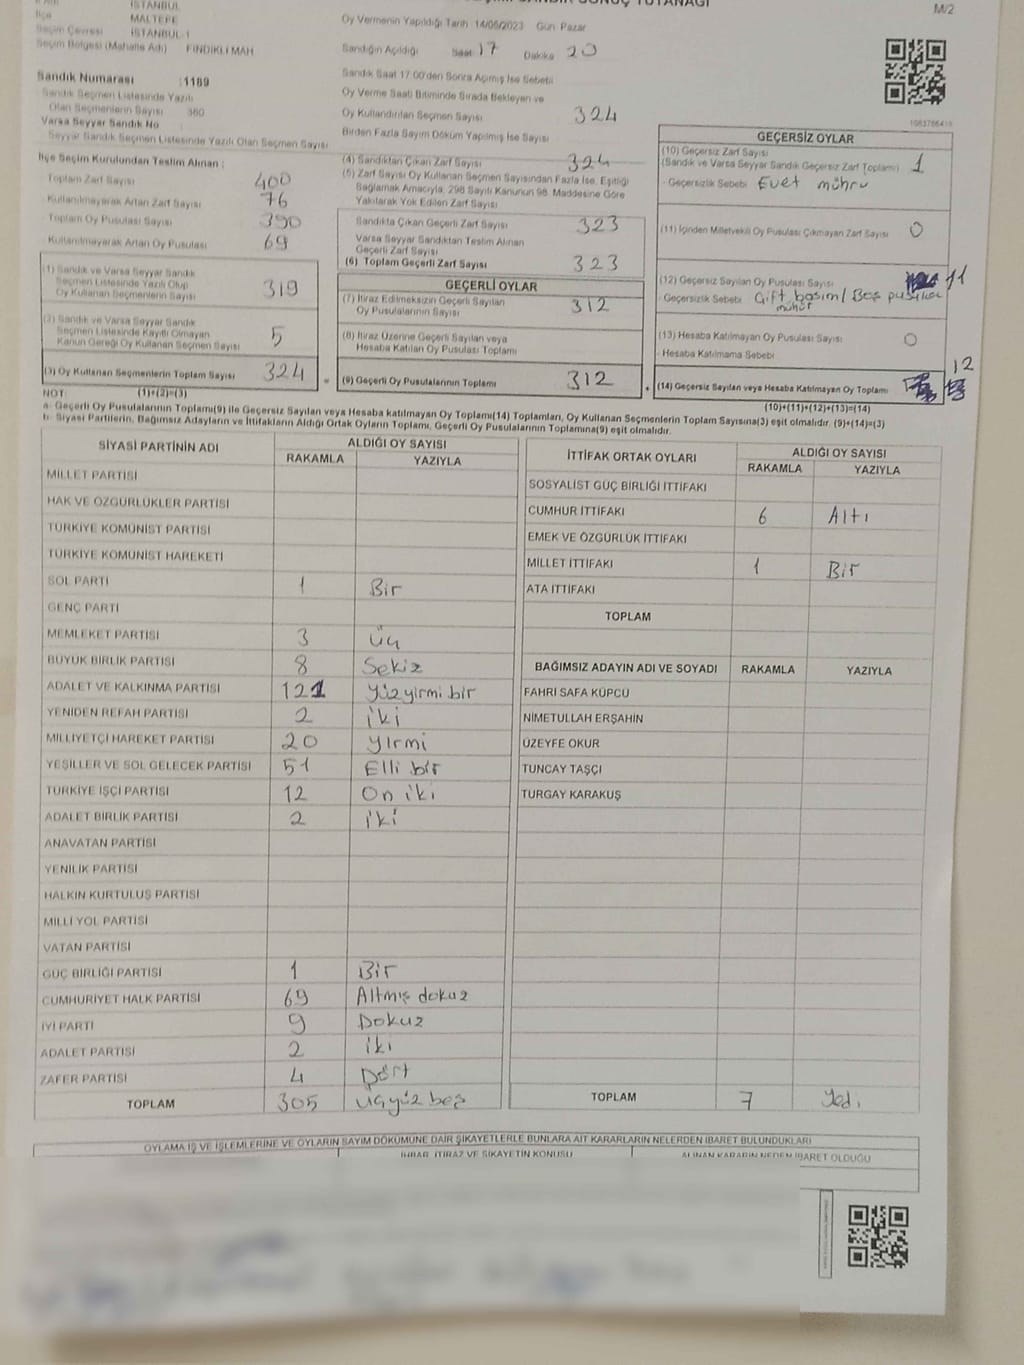 SONUÇ TUTANAĞI
M/2
İSTANBUL
İlçe MALTEPE
Seçim Çevresi İSTANBUL-1
Seçim Bölgesi (Mahalle Adı) FINDIKLI MAH
Sandık Numarası :1189
Sandık Seçmen Listesinde Yazılı
Olan Seçmenlerin Sayısı 380
Varsa Seyyar Sandık No
Seyyar Sandık Seçmen Listesinde Yazılı Olan Seçmen Sayısı
İlçe Seçim Kurulundan Teslim Alınan :
Toplam Zarf Sayısı 400
- Kullanılmayarak Artan Zarf Sayısı 76
- Toplam Oy Pusulası Sayısı 390
- Kullanılmayarak Artan Oy Pusulası 69
(1) Sandık ve Varsa Seyyar Sandık
Seçmen Listesinde Yazılı Olup
Oy Kullanan Seçmenlerin Sayısı 319
(2) Sandık ve Varsa Seyyar Sandık
Seçmen Listesinde Kayıtlı Olmayan
Kanun Gereği Oy Kullanan Seçmen Sayısı 5
(3) Oy Kullanan Seçmenlerin Toplam Sayısı 324
Oy Vermenin Yapıldığı Tarih :14/05/2023 Gün: Pazar
Sandığın Açıldığı Saat 17 Dakika 20
Sandık Saat 17:00'den Sonra Açılmış İse Sebebi
Oy Verme Saati Bitiminde Sırada Bekleyen ve
Oy Kullandırılan Seçmen Sayısı 324
Birden Fazla Sayım Döküm Yapılmış İse Sayısı
(4) Sandıktan Çıkan Zarf Sayısı 324
(5) Zarf Sayısı Oy Kullanan Seçmen Sayısından Fazla İse, Eşitliği
Sağlamak Amacıyla, 298 Sayılı Kanunun 98. Maddesine Göre
Yakılarak Yok Edilen Zarf Sayısı
Sandıkta Çıkan Geçerli Zarf Sayısı 323
Varsa Seyyar Sandıktan Teslim Alınan
Geçerli Zarf Sayısı
(6) Toplam Geçerli Zarf Sayısı 323
GEÇERLİ OYLAR
(7) İtiraz Edilmeksizin Geçerli Sayılan
Oy Pusulalarının Sayısı 312
(8) İtiraz Üzerine Geçerli Sayılan veya
Hesaba Katılan Oy Pusulası Toplamı
= (9) Geçerli Oy Pusulalarının Toplamı 312
GEÇERSİZ OYLAR
(10) Geçersiz Zarf Sayısı
(Sandık ve Varsa Seyyar Sandık Geçersiz Zarf Toplamı) 1
- Geçersizlik Sebebi Evet mührü
(11) İçinden Milletvekili Oy Pusulası Çıkmayan Zarf Sayısı 0
(12) Geçersiz Sayılan Oy Pusulası Sayısı 11
- Geçersizlik Sebebi Çift basım/ Boş pusula
mühür
(13) Hesaba Katılmayan Oy Pusulası Sayısı 0
- Hesaba Katılmama Sebebi
+ (14) Geçersiz Sayılan veya Hesaba Katılmayan Oy Toplamı 12
NOT: (1)+(2)=(3) (10)+(11)+(12)+(13)=(14)
a- Geçerli Oy Pusulalarının Toplamı(9) ile Geçersiz Sayılan veya Hesaba katılmayan Oy Toplamı(14) Toplamları, Oy Kullanan Seçmenlerin Toplam Sayısına(3) eşit olmalıdır. (9)+(14)=(3)
b- Siyasi Partilerin, Bağımsız Adayların ve İttifakların Aldığı Ortak Oyların Toplamı, Geçerli Oy Pusulalarının Toplamına(9) eşit olmalıdır.
SİYASİ PARTİNİN ADI ALDIĞI OY SAYISI
RAKAMLA YAZIYLA
MİLLET PARTİSİ
HAK VE ÖZGÜRLÜKLER PARTİSİ
TÜRKİYE KOMÜNİST PARTİSİ
TÜRKİYE KOMÜNİST HAREKETİ
SOL PARTİ 1 Bir
GENÇ PARTİ
MEMLEKET PARTİSİ 3 Üç
BÜYÜK BİRLİK PARTİSİ 8 Sekiz
ADALET VE KALKINMA PARTİSİ 121 Yüzyirmi bir
YENİDEN REFAH PARTİSİ 2 iki
MİLLİYETÇİ HAREKET PARTİSİ 20 yirmi
YEŞİLLER VE SOL GELECEK PARTİSİ 51 Elli bir
TÜRKİYE İŞÇİ PARTİSİ 12 On iki
ADALET BİRLİK PARTİSİ 2 iki
ANAVATAN PARTİSİ
YENİLİK PARTİSİ
HALKIN KURTULUŞ PARTİSİ
MİLLİ YOL PARTİSİ
VATAN PARTİSİ
GÜÇ BİRLİĞİ PARTİSİ 1 Bir
CUMHURİYET HALK PARTİSİ 69 Altmış dokuz
İYİ PARTİ 9 Dokuz
ADALET PARTİSİ 2 iki
ZAFER PARTİSİ 4 Dört
TOPLAM 305 Üçyüz beş
İTTİFAK ORTAK OYLARI ALDIĞI OY SAYISI
RAKAMLA YAZIYLA
SOSYALİST GÜÇ BİRLİĞİ İTTİFAKI
CUMHUR İTTİFAKI 6 Altı
EMEK VE ÖZGÜRLÜK İTTİFAKI
MİLLET İTTİFAKI 1 Bir
ATA İTTİFAKI
TOPLAM
BAĞIMSIZ ADAYIN ADI VE SOYADI RAKAMLA YAZIYLA
FAHRİ SAFA KÜPCÜ
NİMETULLAH ERŞAHİN
ÜZEYFE OKUR
TUNCAY TAŞÇI
TURGAY KARAKUŞ
TOPLAM 7 Yedi
OYLAMA İŞ VE İŞLEMLERİNE VE OYLARIN SAYIM DÖKÜMÜNE DAİR ŞİKAYETLERLE BUNLARA AİT KARARLARIN NELERDEN İBARET BULUNDUKLARI
İHBAR, İTİRAZ VE ŞİKAYETİN KONUSU ALINAN KARARIN NEDEN İBARET OLDUĞU